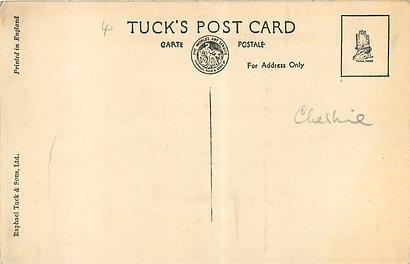 4
TUCK'S POST CARD
CARTE POSTALE
For Address Only
Cheshire
Printed in England
Raphael Tuck & Sons, Ltd.